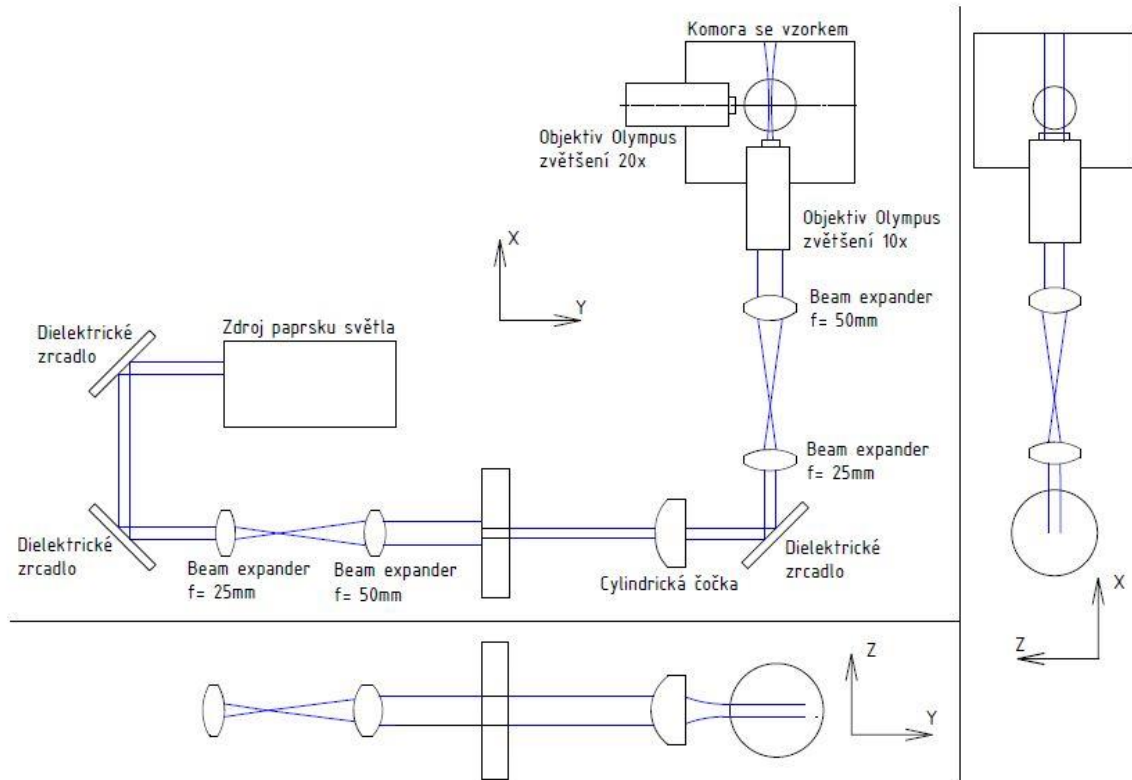 Komora se vzorkem
Objektiv Olympus
zvětšení 20x
Objektiv Olympus
zvětšení 10x
X
Y
Beam expander
f= 50mm
Dielektrické
zrcadlo
Zdroj paprsku světla
Beam expander
f= 25mm
Dielektrické
zrcadlo
Beam expander
f= 25mm
Beam expander
f= 50mm
Cylindrická čočka
Dielektrické
zrcadlo
X
Z
Z
Y